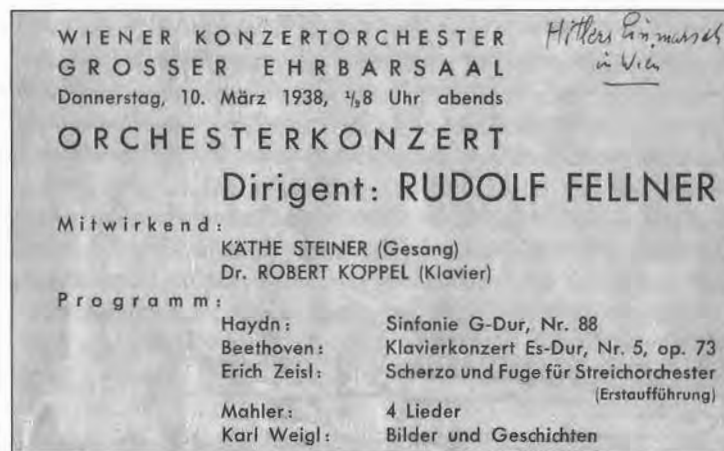 WIENER KONZERTORCHESTER
GROSSER EHRBARSAAL
Donnerstag, 10. März 1938, ½8 Uhr abends
Hitlers Einmarsch
in Wien
ORCHESTERKONZERT
Dirigent: RUDOLF FELLNER
Mitwirkend:
KÄTHE STEINER (Gesang)
Dr. ROBERT KÖPPEL (Klavier)
Programm:
Haydn: Sinfonie G-Dur, Nr. 88
Beethoven: Klavierkonzert Es-Dur, Nr. 5, op. 73
Erich Zeisl: Scherzo und Fuge für Streichorchester
(Erstaufführung)
Mahler: 4 Lieder
Karl Weigl: Bilder und Geschichten